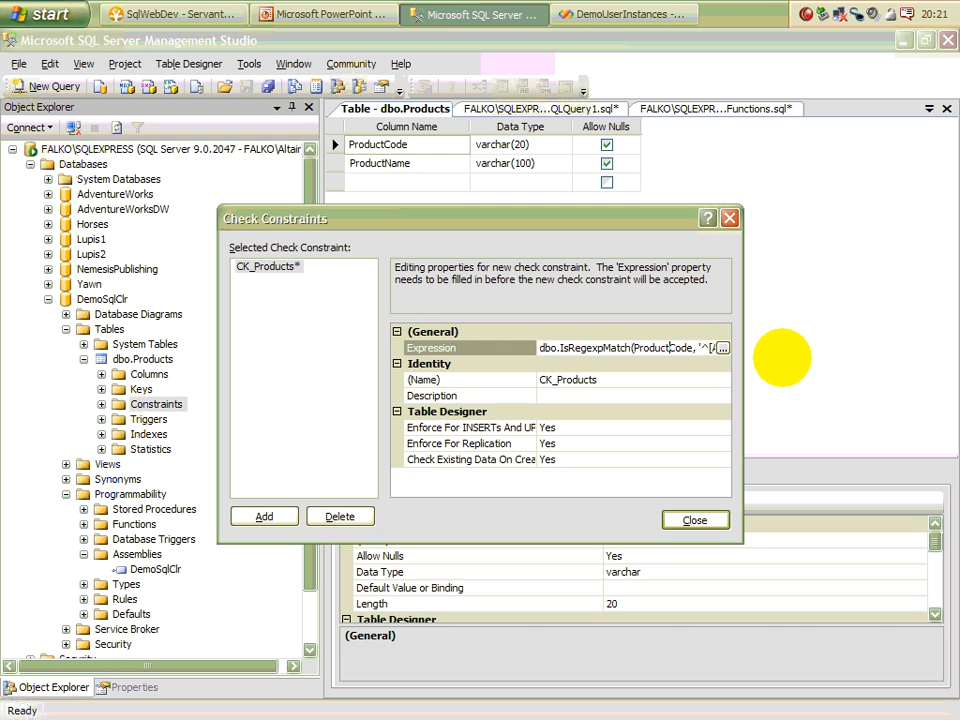 start
SqlWebDev - Servant...
Microsoft PowerPoint ...
Microsoft SQL Server ...
DemoUserInstances - ...
20:21
Microsoft SQL Server Management Studio
File Edit View Project Table Designer Tools Window Community Help
New Query
Object Explorer
Table - dbo.Products
FALKO\SQLEXP...QLQuery1.sql*
FALKO\SQLEXPR...Functions.sql*
Connect
Column Name Data Type Allow Nulls
ProductCode varchar(20)
ProductName varchar(100)
FALKO\SQLEXPRESS (SQL Server 9.0.2047 - FALKO\Altair
Databases
System Databases
AdventureWorks
AdventureWorksDW
Horses
Lupis1
Lupis2
NemesisPublishing
Yawn
DemoSqlClr
Database Diagrams
Tables
System Tables
dbo.Products
Columns
Keys
Constraints
Triggers
Indexes
Statistics
Views
Synonyms
Programmability
Stored Procedures
Functions
Database Triggers
Assemblies
DemoSqlClr
Types
Rules
Defaults
Service Broker
Security
Check Constraints
Selected Check Constraint:
CK_Products*
Editing properties for new check constraint. The 'Expression' property
needs to be filled in before the new check constraint will be accepted.
(General)
Expression dbo.IsRegexpMatch(ProductCode, '^[A
...
Identity
(Name) CK_Products
Description
Table Designer
Enforce For INSERTs And UP Yes
Enforce For Replication Yes
Check Existing Data On Crea Yes
Add
Delete
Close
Allow Nulls Yes
Data Type varchar
Default Value or Binding
Length 20
Table Designer
(General)
Object Explorer
Properties
Ready